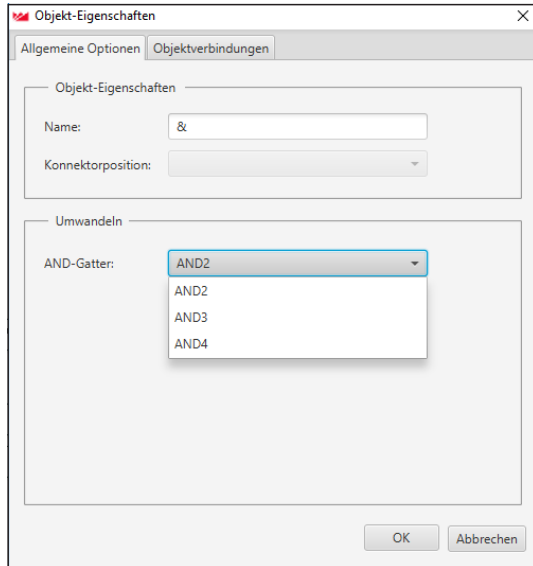 Objekt-Eigenschaften
Allgemeine Optionen Objektverbindungen
Objekt-Eigenschaften
Name: &
Konnektorposition:
Umwandeln
AND-Gatter: AND2
AND2
AND3
AND4
OK Abbrechen